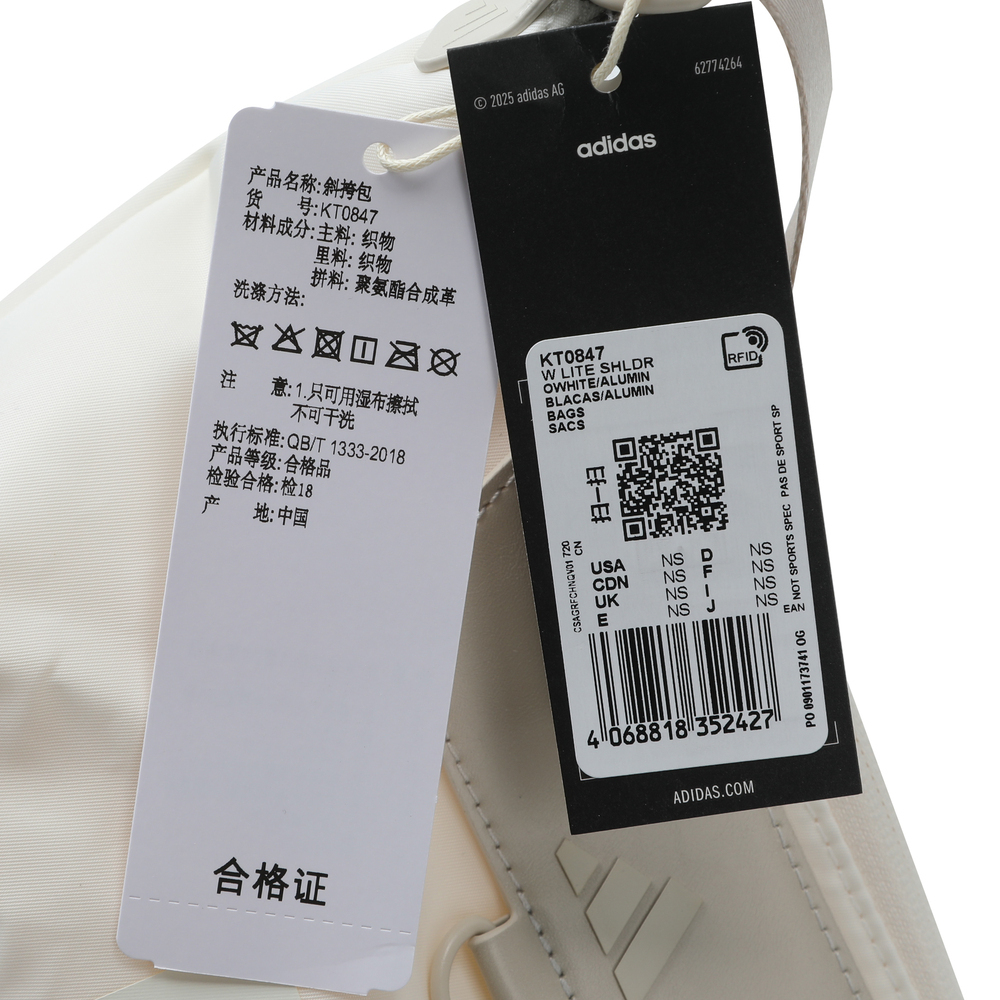 产品名称:斜挎包
货 号:KT0847
材料成分:主料: 织物
里料: 织物
拼料: 聚氨酯合成革
洗涤方法:
注 意:1.只可用湿布擦拭
不可干洗
执行标准:QB/T 1333-2018
产品等级:合格品
检验合格:检18
产 地:中国
合格证
© 2025 adidas AG
62774264
adidas
KT0847
W LITE SHLDR
OWHITE/ALUMIN
BLACAS/ALUMIN
BAGS
SACS
RFID
CSAGRFCHNQV01 720
CN
USA NS D NS
CDN NS F NS
UK NS I NS
E NS J NS
EAN NOT SPORTS SPEC PAS DE SPORT SP
4 068818 352427
PO 0901173741 OG
ADIDAS.COM